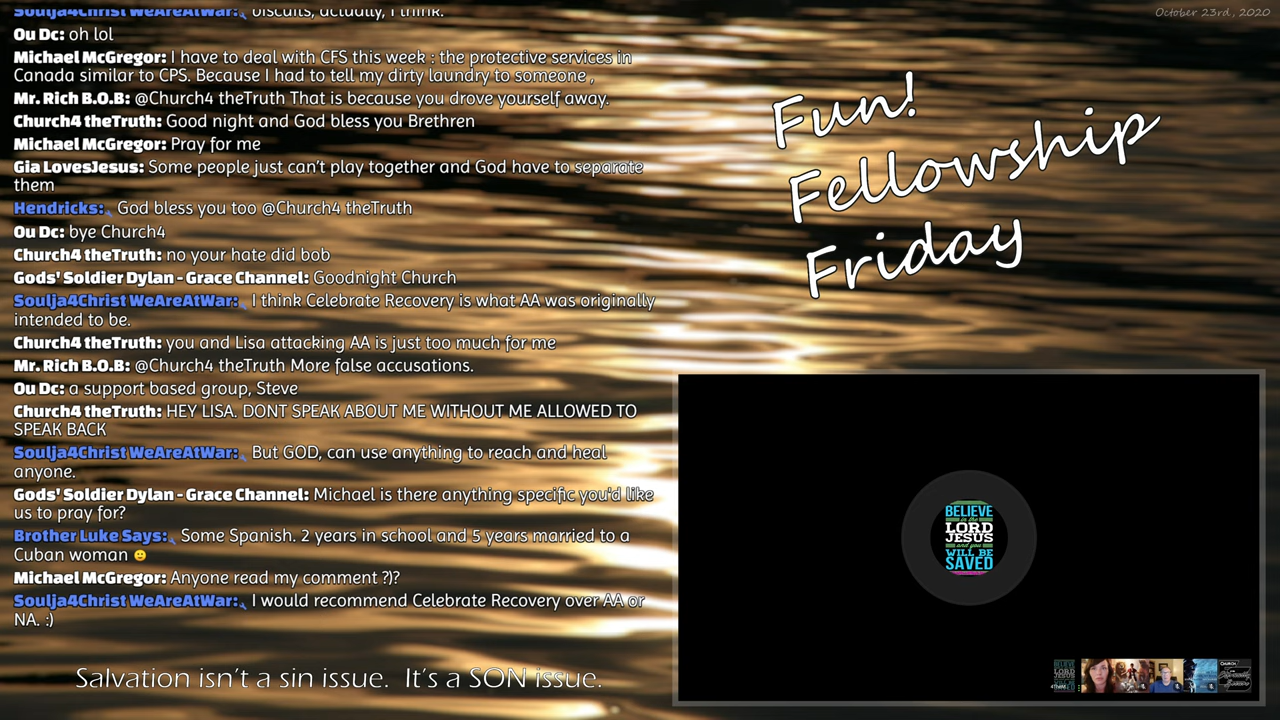 Soulja4Christ WeAreAtWar: biscuits, actually, I think.
October 23rd, 2020
Ou Dc: oh lol
Michael McGregor: I have to deal with CFS this week : the protective services in
Canada similar to CPS. Because I had to tell my dirty laundry to someone ,
Mr. Rich B.O.B: @Church4 theTruth That is because you drove yourself away.
Church4 theTruth: Good night and God bless you Brethren
Michael McGregor: Pray for me
Gia LovesJesus: Some people just can't play together and God have to separate
them
Hendricks: God bless you too @Church4 theTruth
Ou Dc: bye Church4
Church4 theTruth: no your hate did bob
Gods' Soldier Dylan - Grace Channel: Goodnight Church
Soulja4Christ WeAreAtWar: I think Celebrate Recovery is what AA was originally
intended to be.
Church4 theTruth: you and Lisa attacking AA is just too much for me
Mr. Rich B.O.B: @Church4 theTruth More false accusations.
Ou Dc: a support based group, Steve
Church4 theTruth: HEY LISA. DONT SPEAK ABOUT ME WITHOUT ME ALLOWED TO
SPEAK BACK
Soulja4Christ WeAreAtWar: But GOD, can use anything to reach and heal
anyone.
Gods' Soldier Dylan - Grace Channel: Michael is there anything specific you'd like
us to pray for?
Brother Luke Says: Some Spanish. 2 years in school and 5 years married to a
Cuban woman 🙂
Michael McGregor: Anyone read my comment ?)?
Soulja4Christ WeAreAtWar: I would recommend Celebrate Recovery over AA or
NA. :)
Salvation isn't a sin issue. It's a SON issue.
Fun!
Fellowship
Friday
BELIEVE
in the
LORD
JESUS
and you
WILL BE
SAVED